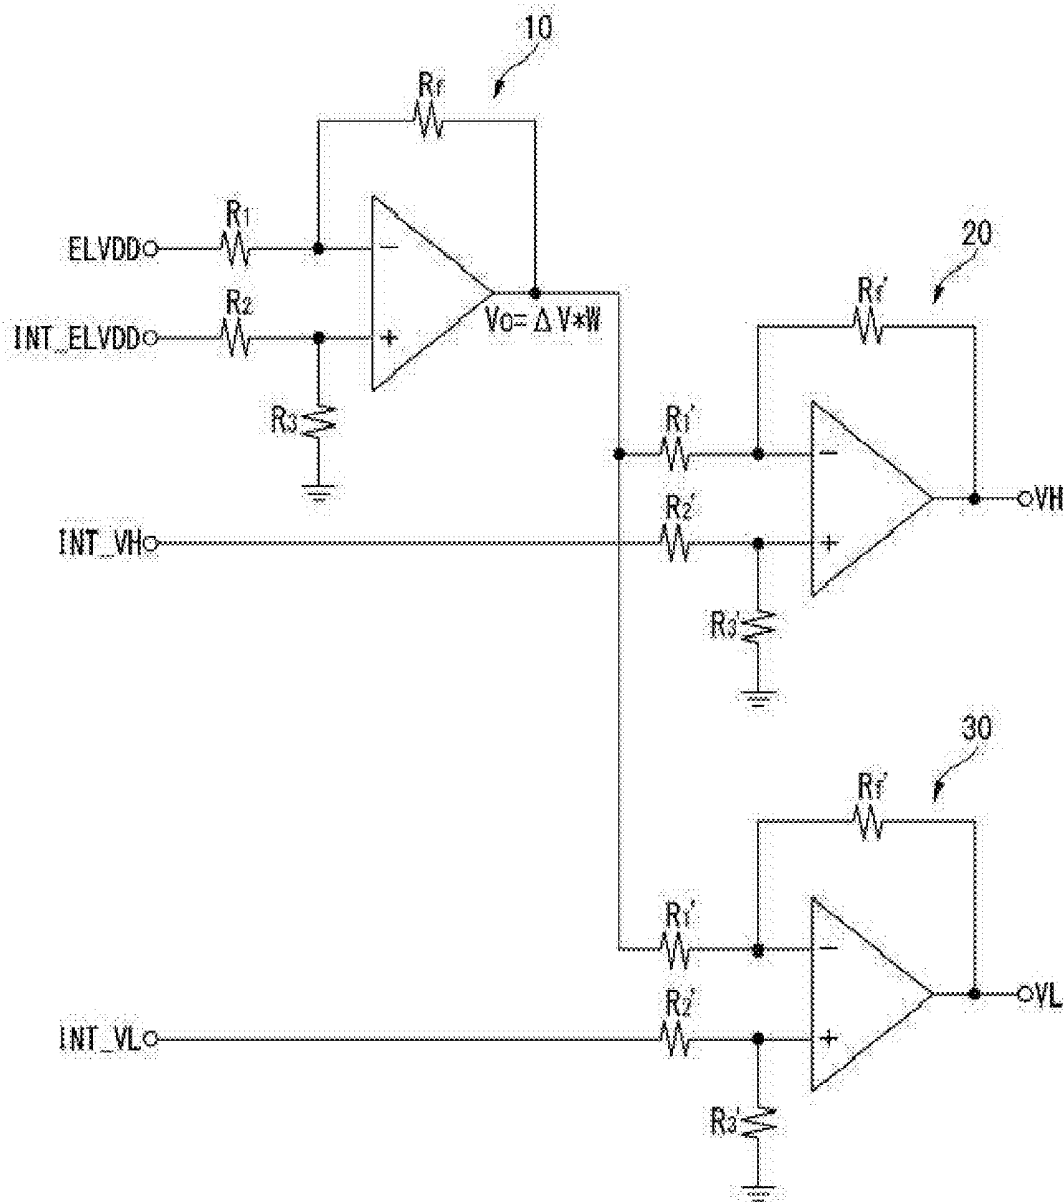 10
Rf
R1
ELVDD
−
R2
INT_ELVDD
+
Vo=ΔV*W
R3
20
Rf'
R1'
−
R2'
INT_VH
+
VH
R3'
30
Rf'
R1'
−
R2'
INT_VL
+
VL
R3'